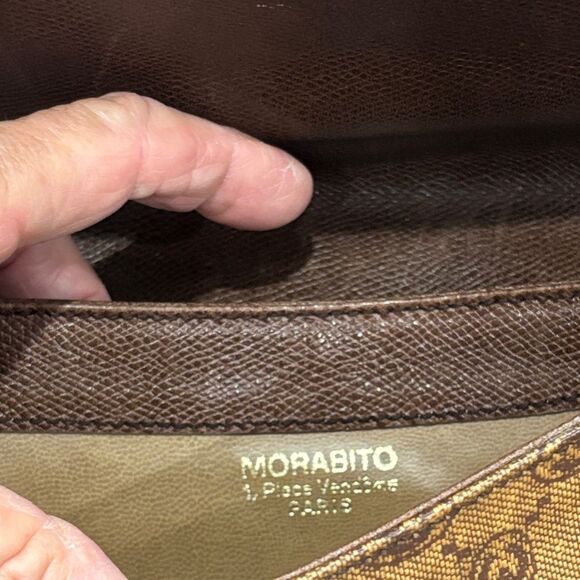 MORABITO
1, Place Vendôme
PARIS